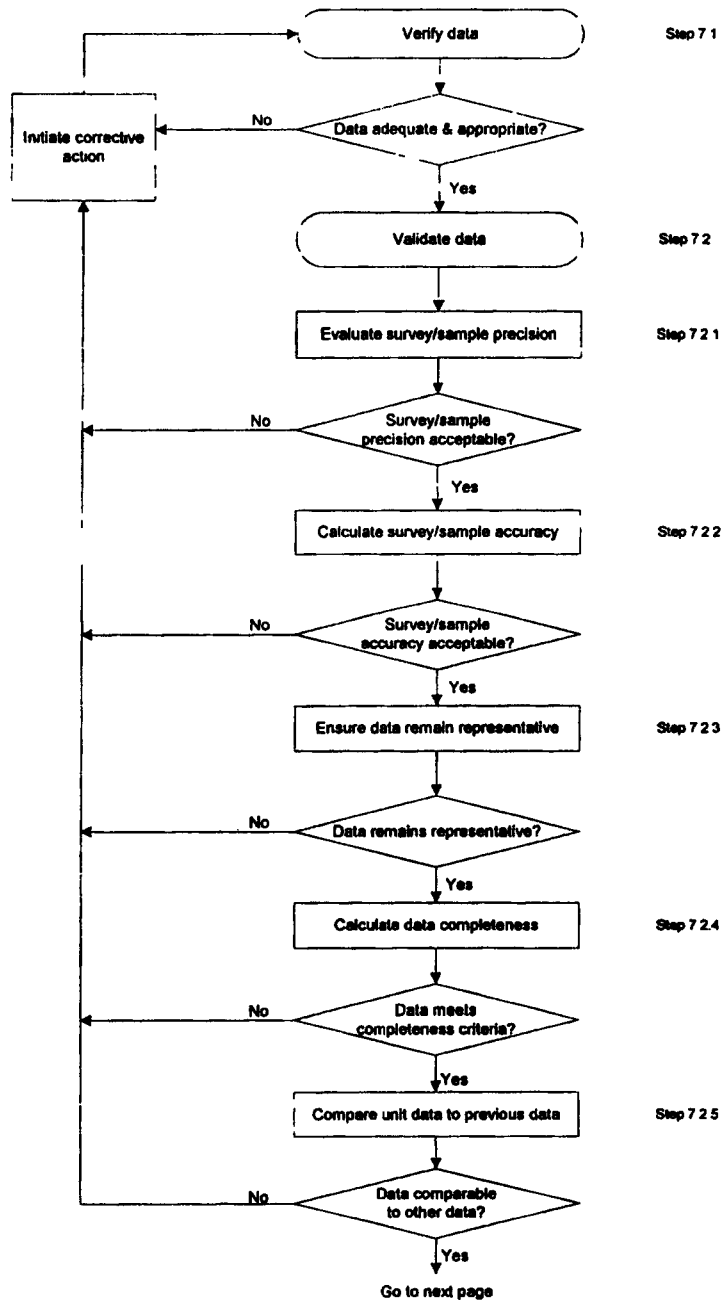 Verify data
Step 7 1
Initiate corrective
action
No
Data adequate & appropriate?
Yes
Validate data
Step 7 2
Evaluate survey/sample precision
Step 7 2 1
No
Survey/sample
precision acceptable?
Yes
Calculate survey/sample accuracy
Step 7 2 2
No
Survey/sample
accuracy acceptable?
Yes
Ensure data remain representative
Step 7 2 3
No
Data remains representative?
Yes
Calculate data completeness
Step 7 2.4
No
Data meets
completeness criteria?
Yes
Compare unit data to previous data
Step 7 2 5
No
Data comparable
to other data?
Yes
Go to next page